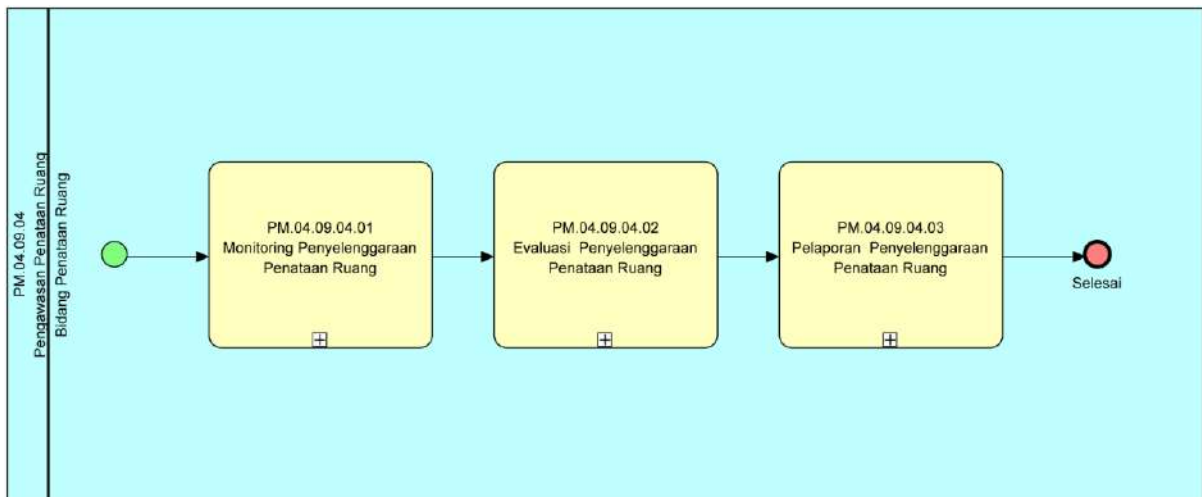 PM.04.09.04
Pengawasan Penataan Ruang
Bidang Penataan Ruang
PM.04.09.04.01
Monitoring Penyelenggaraan
Penataan Ruang
PM.04.09.04.02
Evaluasi  Penyelenggaraan
Penataan Ruang
PM.04.09.04.03
Pelaporan  Penyelenggaraan
Penataan Ruang
Selesai